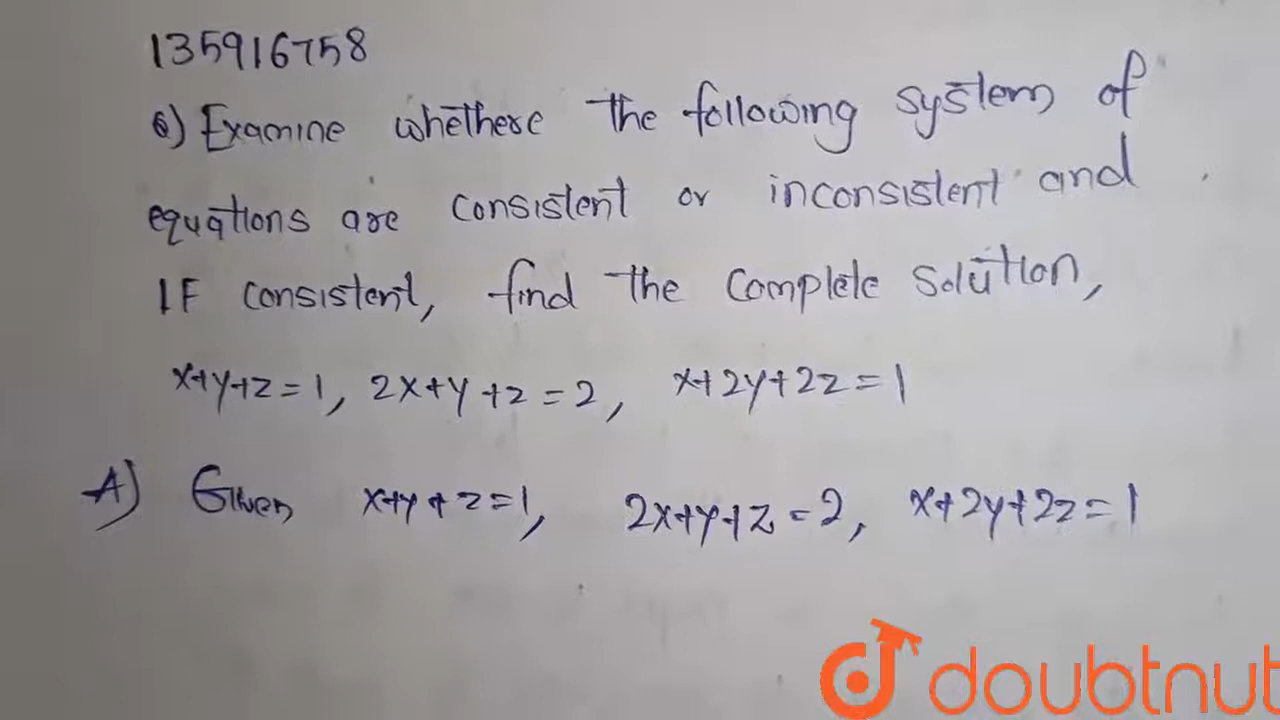 135916758
6) Examine whethere the following system of
equations are consistent or inconsistent and
IF consistent, find the complete solution,
x+y+z=1, 2x+y+z=2, x+2y+2z=1
A) Given x+y+z=1, 2x+y+z=2, x+2y+2z=1
doubtnut